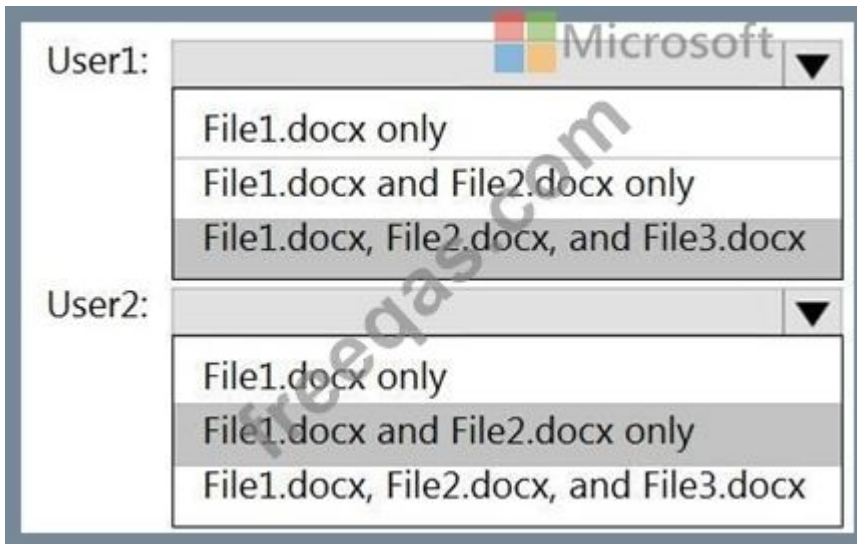 Microsoft
User1:
File1.docx only
File1.docx and File2.docx only
File1.docx, File2.docx, and File3.docx
User2:
File1.docx only
File1.docx and File2.docx only
File1.docx, File2.docx, and File3.docx
freeqas.com